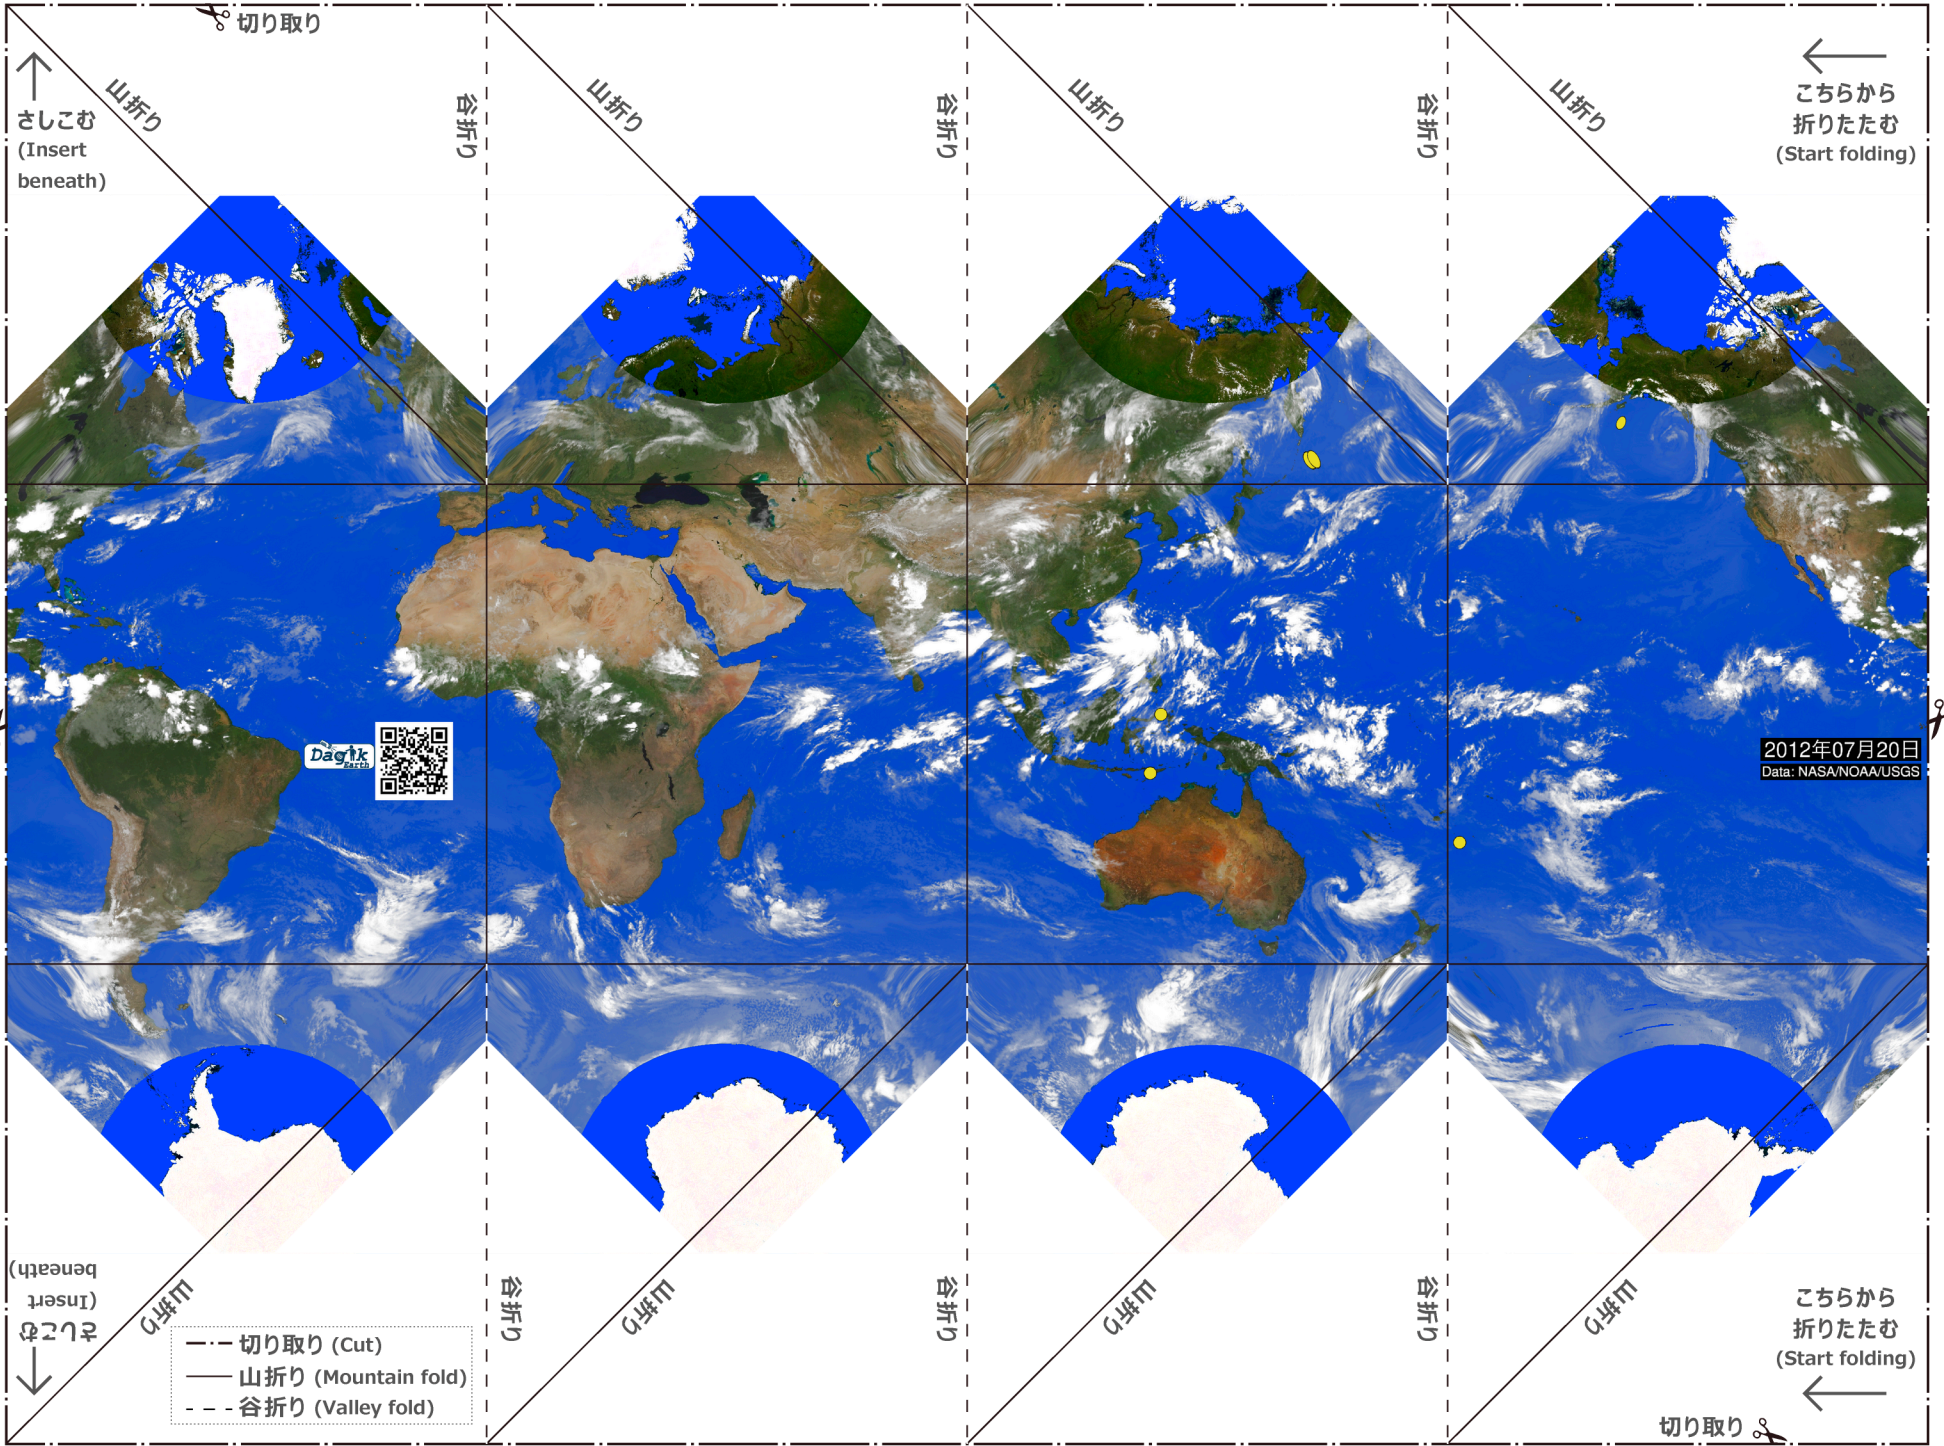 切り取り
山折り
谷折り
山折り
谷折り
山折り
谷折り
山折り
さしこむ
(Insert
beneath)
こちらから
折りたたむ
(Start folding)
Dagik
Earth
2012年07月20日
Data: NASA/NOAA/USGS
さしこむ
(Insert
beneath)
山折り
谷折り
山折り
谷折り
山折り
谷折り
山折り
こちらから
折りたたむ
(Start folding)
切り取り (Cut)
山折り (Mountain fold)
谷折り (Valley fold)
切り取り